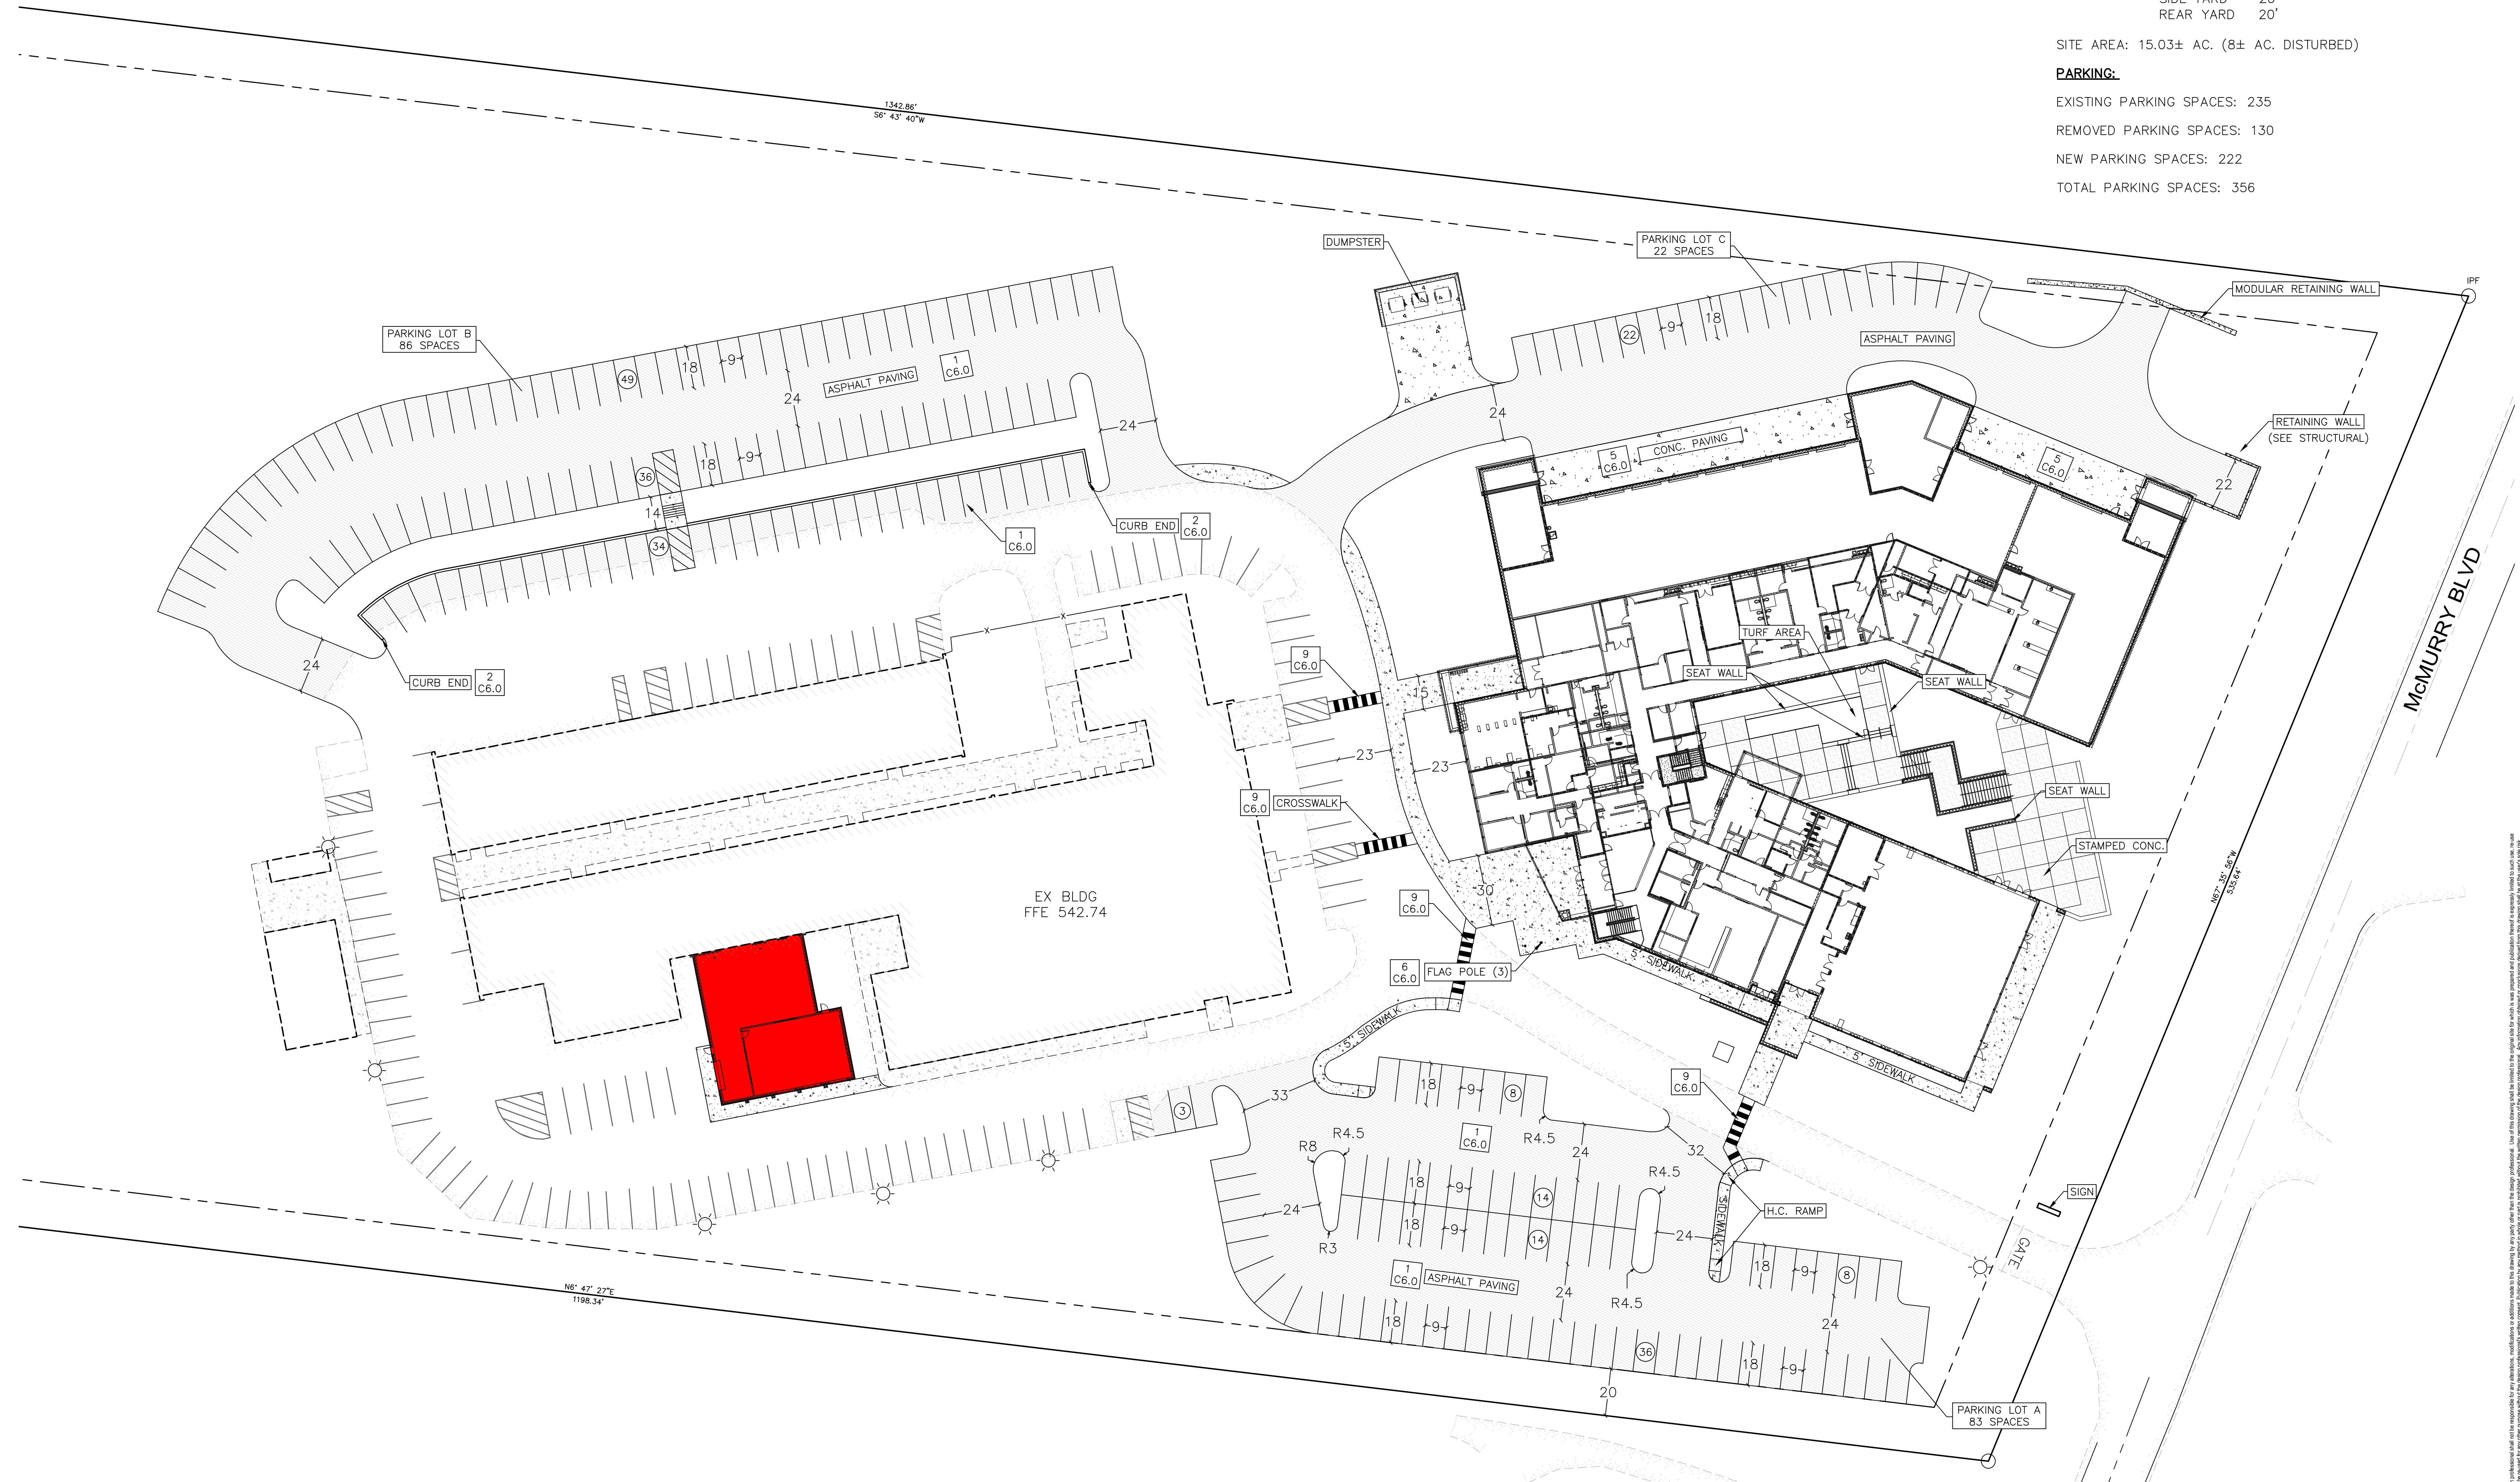 REAR YARD 20'
SITE AREA: 15.03± AC. (8± AC. DISTURBED)
PARKING:
EXISTING PARKING SPACES: 235
REMOVED PARKING SPACES: 130
NEW PARKING SPACES: 222
TOTAL PARKING SPACES: 356
1342.86'
S6° 43' 40"W
DUMPSTER
PARKING LOT C
22 SPACES
IPF
MODULAR RETAINING WALL
PARKING LOT B
86 SPACES
22
9
18
ASPHALT PAVING
49
18
9
24
ASPHALT PAVING
1
C6.0
24
24
RETAINING WALL
(SEE STRUCTURAL)
36
18
9
5
C6.0
CONC. PAVING
5
C6.0
22
14
34
1
C6.0
CURB END
2
C6.0
McMURRY BLVD
24
CURB END
2
C6.0
9
C6.0
TURF AREA
SEAT WALL
SEAT WALL
15
23
23
9
C6.0
CROSSWALK
SEAT WALL
STAMPED CONC.
N67° 35' 56"W
535.64'
EX BLDG
FFE 542.74
30
9
C6.0
6
C6.0
FLAG POLE (3)
5' SIDEWALK
5' SIDEWALK
5' SIDEWALK
9
C6.0
3
33
18
9
8
1
C6.0
R4.5
24
32
R8
R4.5
R4.5
18
9
14
24
18
9
14
R3
SIDEWALK
H.C. RAMP
SIGN
24
GATE
1
C6.0
ASPHALT PAVING
24
R4.5
18
9
8
24
18
9
36
18
9
20
N6° 47' 27"E
1198.34'
PARKING LOT A
83 SPACES